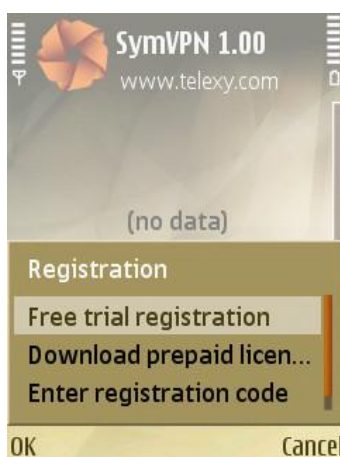 SymVPN 1.00
www.telexy.com
(no data)
Registration
Free trial registration
Download prepaid licen...
Enter registration code
OK Cancel